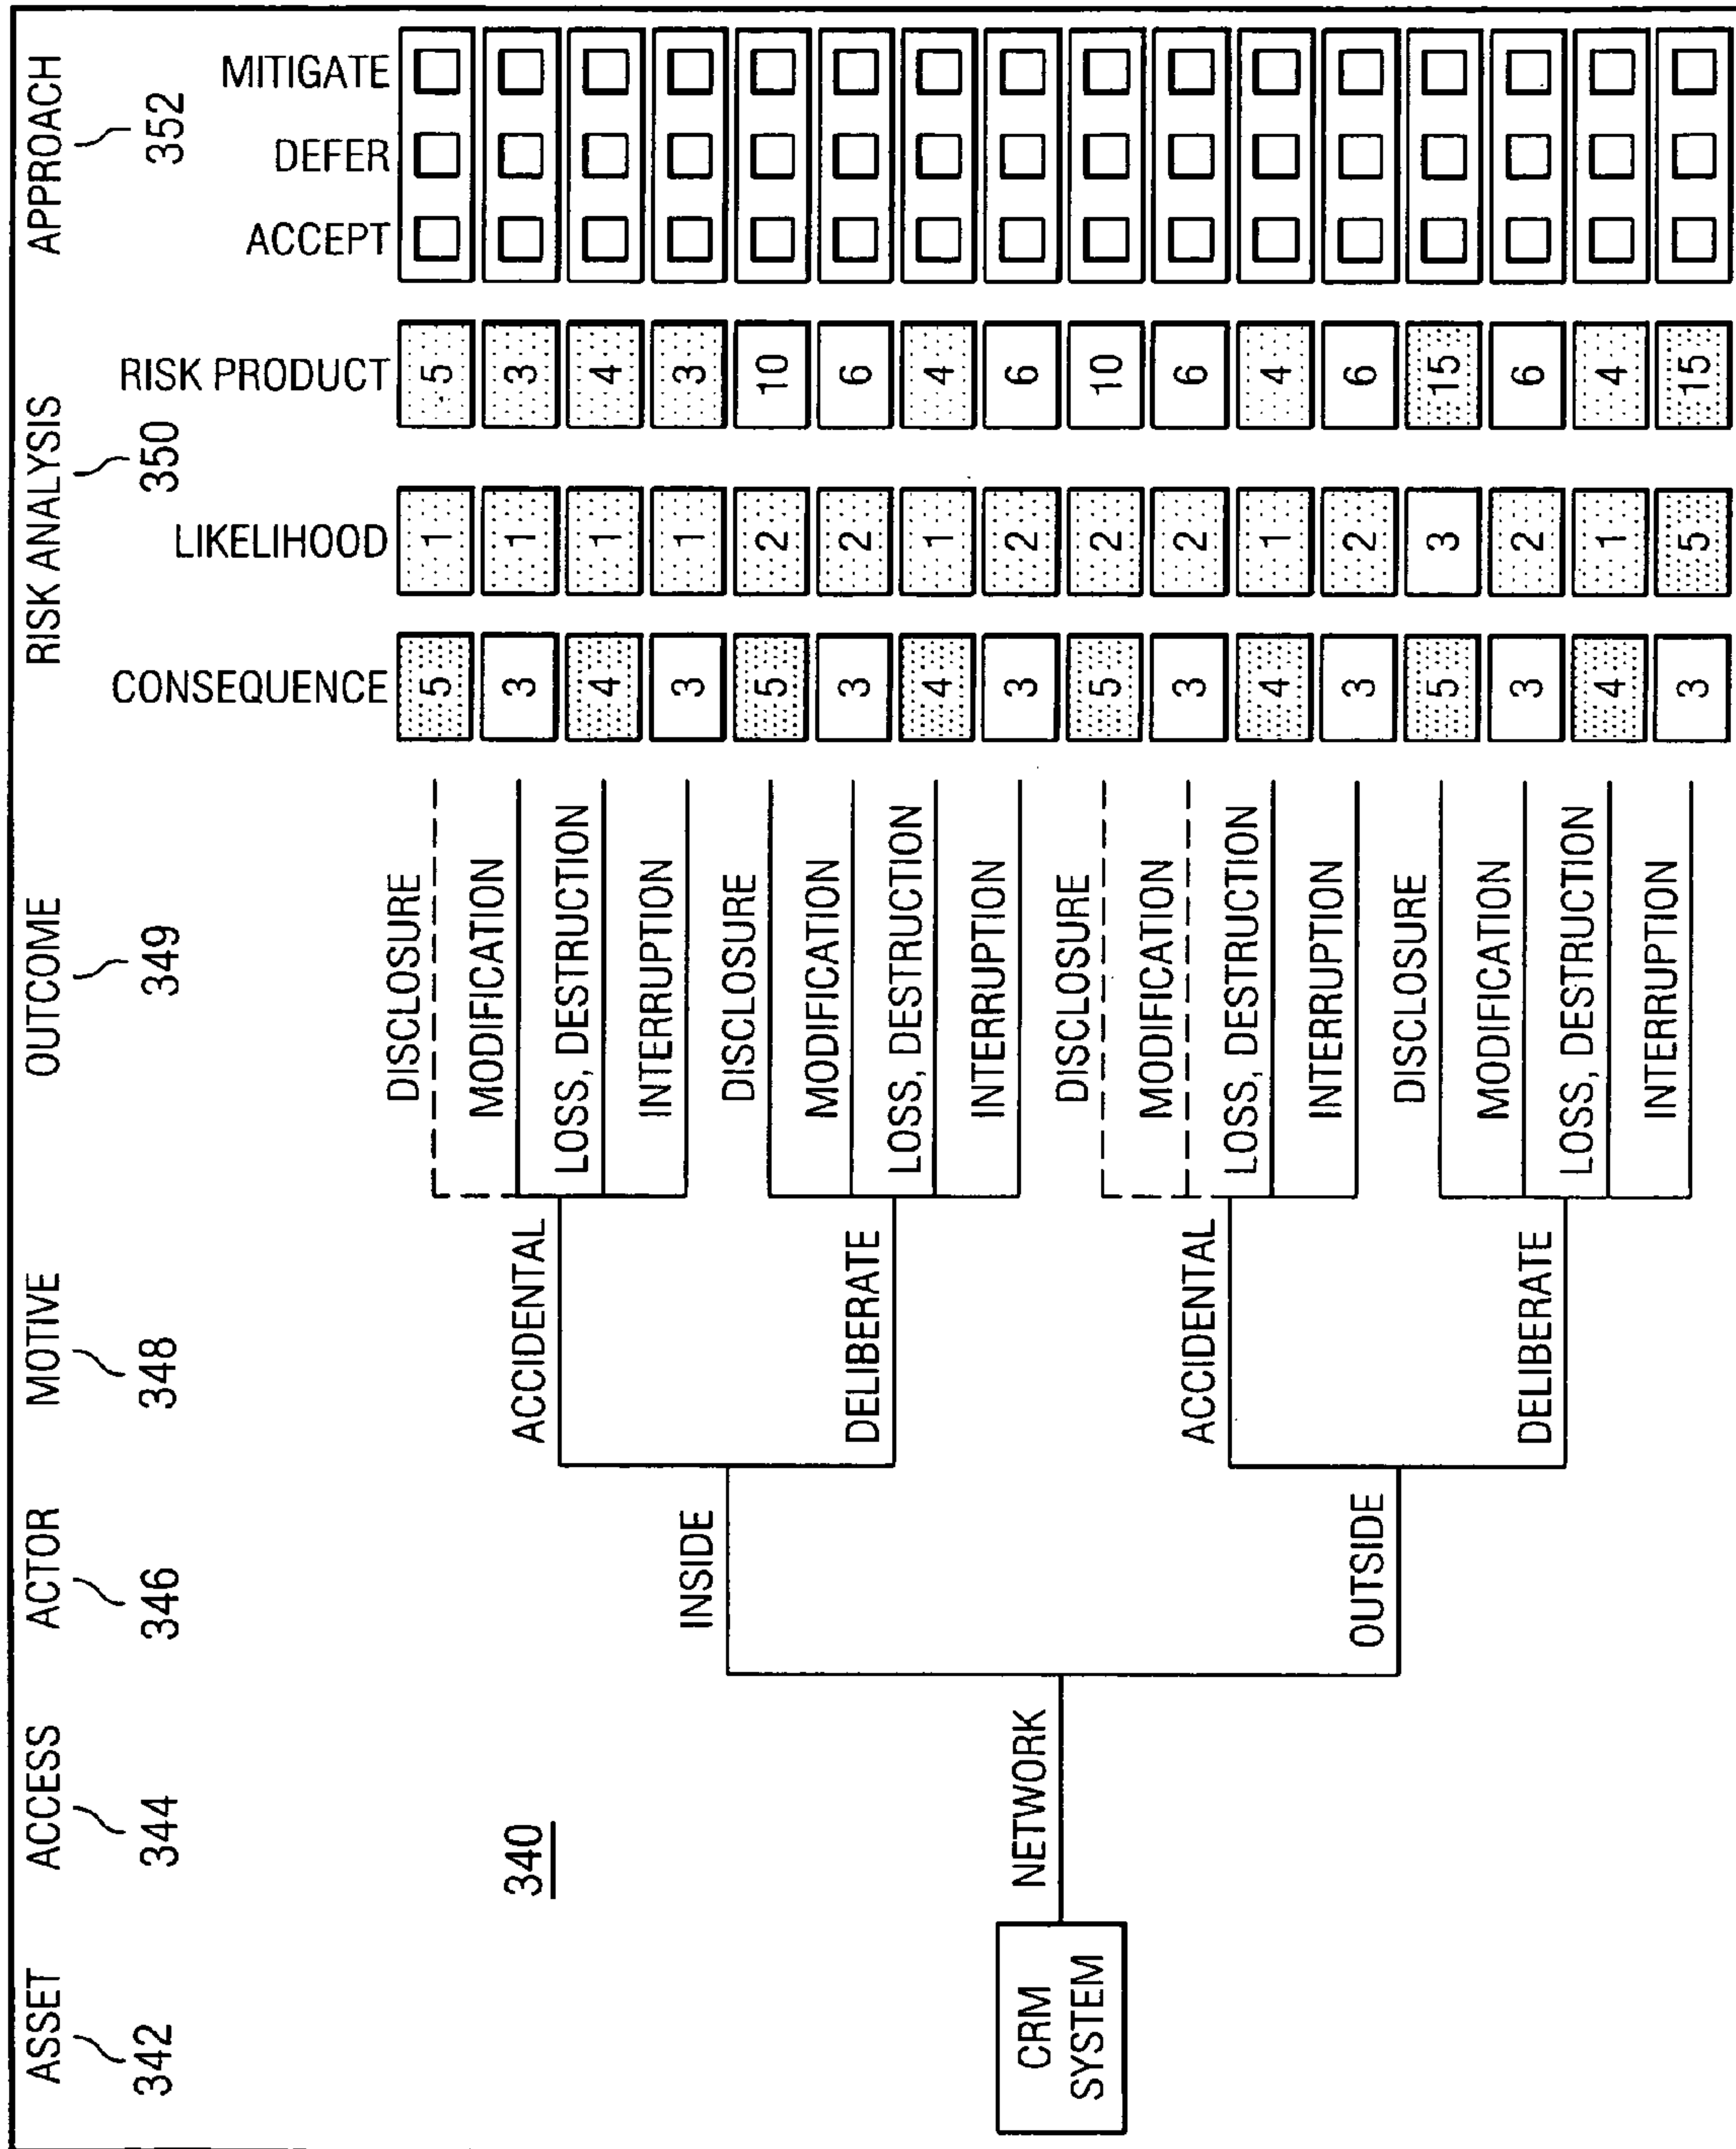 ASSET ACCESS ACTOR MOTIVE OUTCOME RISK ANALYSIS APPROACH
342 344 346 348 349 350 352
CONSEQUENCE LIKELIHOOD RISK PRODUCT ACCEPT DEFER MITIGATE
340
CRM
SYSTEM
NETWORK
INSIDE
ACCIDENTAL
DISCLOSURE 5 1 5
MODIFICATION 3 1 3
LOSS, DESTRUCTION 4 1 4
INTERRUPTION 3 1 3
DELIBERATE
DISCLOSURE 5 2 10
MODIFICATION 3 2 6
LOSS, DESTRUCTION 4 1 4
INTERRUPTION 3 2 6
OUTSIDE
ACCIDENTAL
DISCLOSURE 5 2 10
MODIFICATION 3 2 6
LOSS, DESTRUCTION 4 1 4
INTERRUPTION 3 2 6
DELIBERATE
DISCLOSURE 5 3 15
MODIFICATION 3 2 6
LOSS, DESTRUCTION 4 1 4
INTERRUPTION 3 5 15